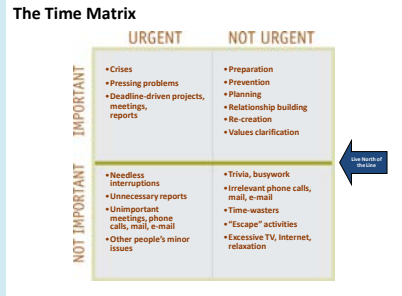 The Time Matrix
URGENT
NOT URGENT
IMPORTANT
• Crises
• Pressing problems
• Deadline-driven projects,
meetings,
reports
• Preparation
• Prevention
• Planning
• Relationship building
• Re-creation
• Values clarification
Live North of
the Line
NOT IMPORTANT
• Needless
interruptions
• Unnecessary reports
• Unimportant
meetings, phone
calls, mail, e-mail
• Other people's minor
issues
• Trivia, busywork
• Irrelevant phone calls,
mail, e-mail
• Time-wasters
• "Escape" activities
• Excessive TV, Internet,
relaxation